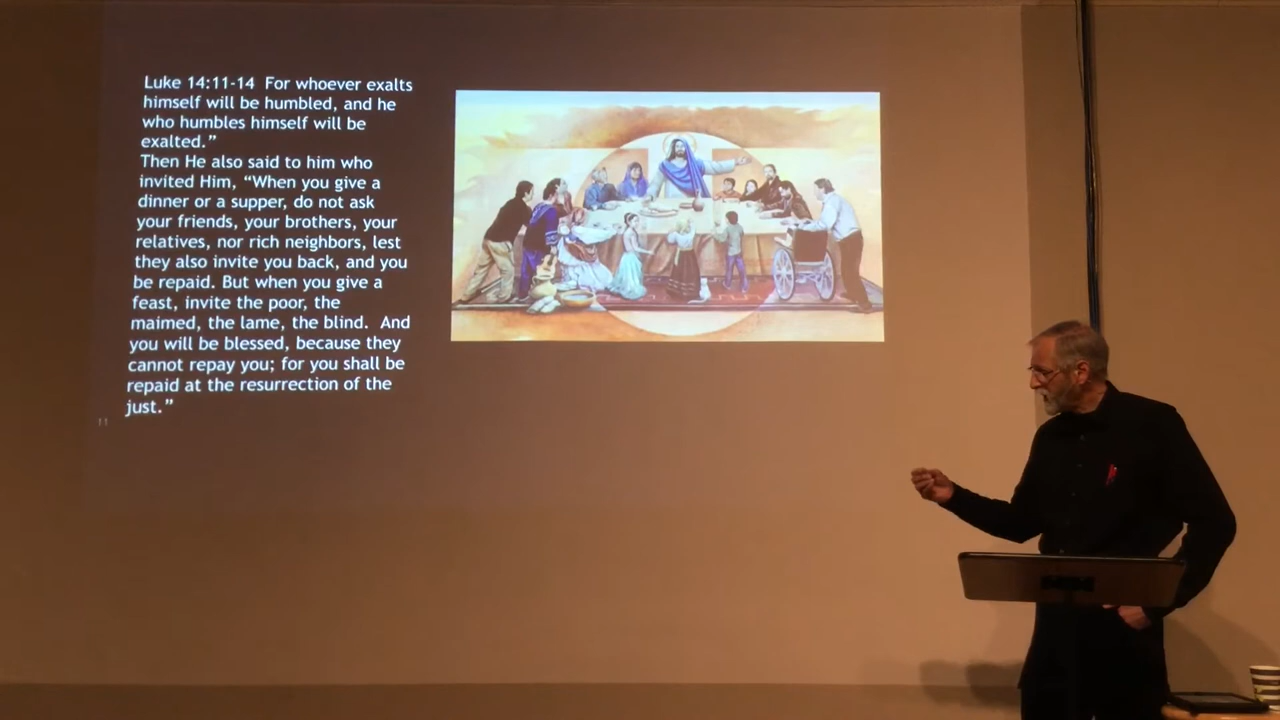 Luke 14:11-14  For whoever exalts
himself will be humbled, and he
who humbles himself will be
exalted.”
Then He also said to him who
invited Him, “When you give a
dinner or a supper, do not ask
your friends, your brothers, your
relatives, nor rich neighbors, lest
they also invite you back, and you
be repaid. But when you give a
feast, invite the poor, the
maimed, the lame, the blind.  And
you will be blessed, because they
cannot repay you; for you shall be
repaid at the resurrection of the
just.”
11